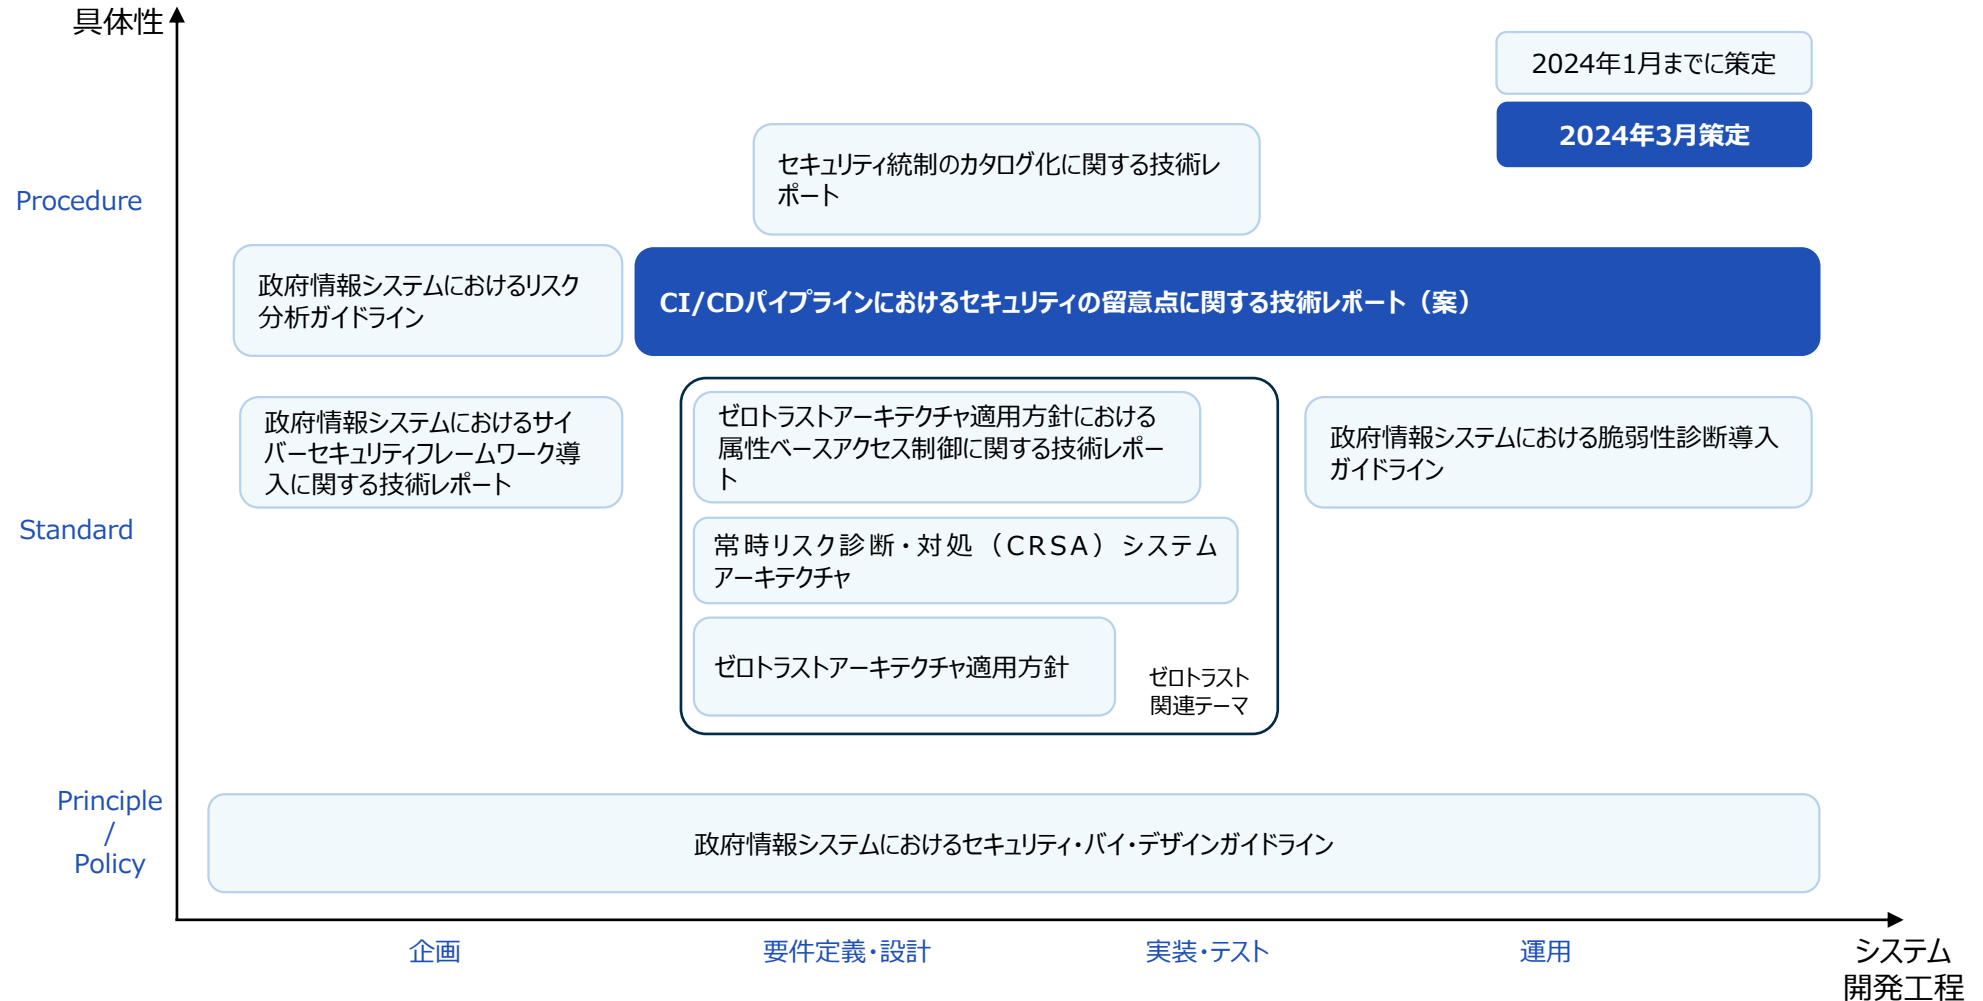 具体性
2024年1月までに策定
2024年3月策定
セキュリティ統制のカタログ化に関する技術レ
ポート
Procedure
政府情報システムにおけるリスク
分析ガイドライン
CI/CDパイプラインにおけるセキュリティの留意点に関する技術レポート（案）
政府情報システムにおけるサイ
バーセキュリティフレームワーク導
入に関する技術レポート
ゼロトラストアーキテクチャ適用方針における
属性ベースアクセス制御に関する技術レポー
ト
政府情報システムにおける脆弱性診断導入
ガイドライン
Standard
常時リスク診断・対処（CRSA）システム
アーキテクチャ
ゼロトラストアーキテクチャ適用方針
ゼロトラスト
関連テーマ
Principle
/
Policy
政府情報システムにおけるセキュリティ・バイ・デザインガイドライン
企画
要件定義・設計
実装・テスト
運用
システム
開発工程